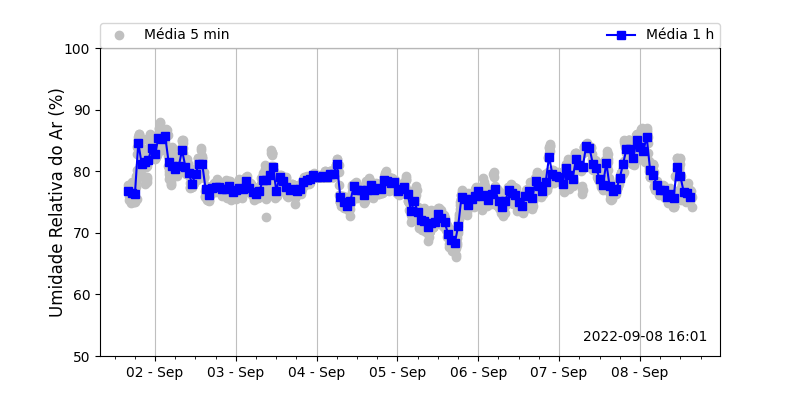 Média 5 min
Média 1 h
Umidade Relativa do Ar (%)
100
90
80
70
60
50
2022-09-08 16:01
02 - Sep
03 - Sep
04 - Sep
05 - Sep
06 - Sep
07 - Sep
08 - Sep